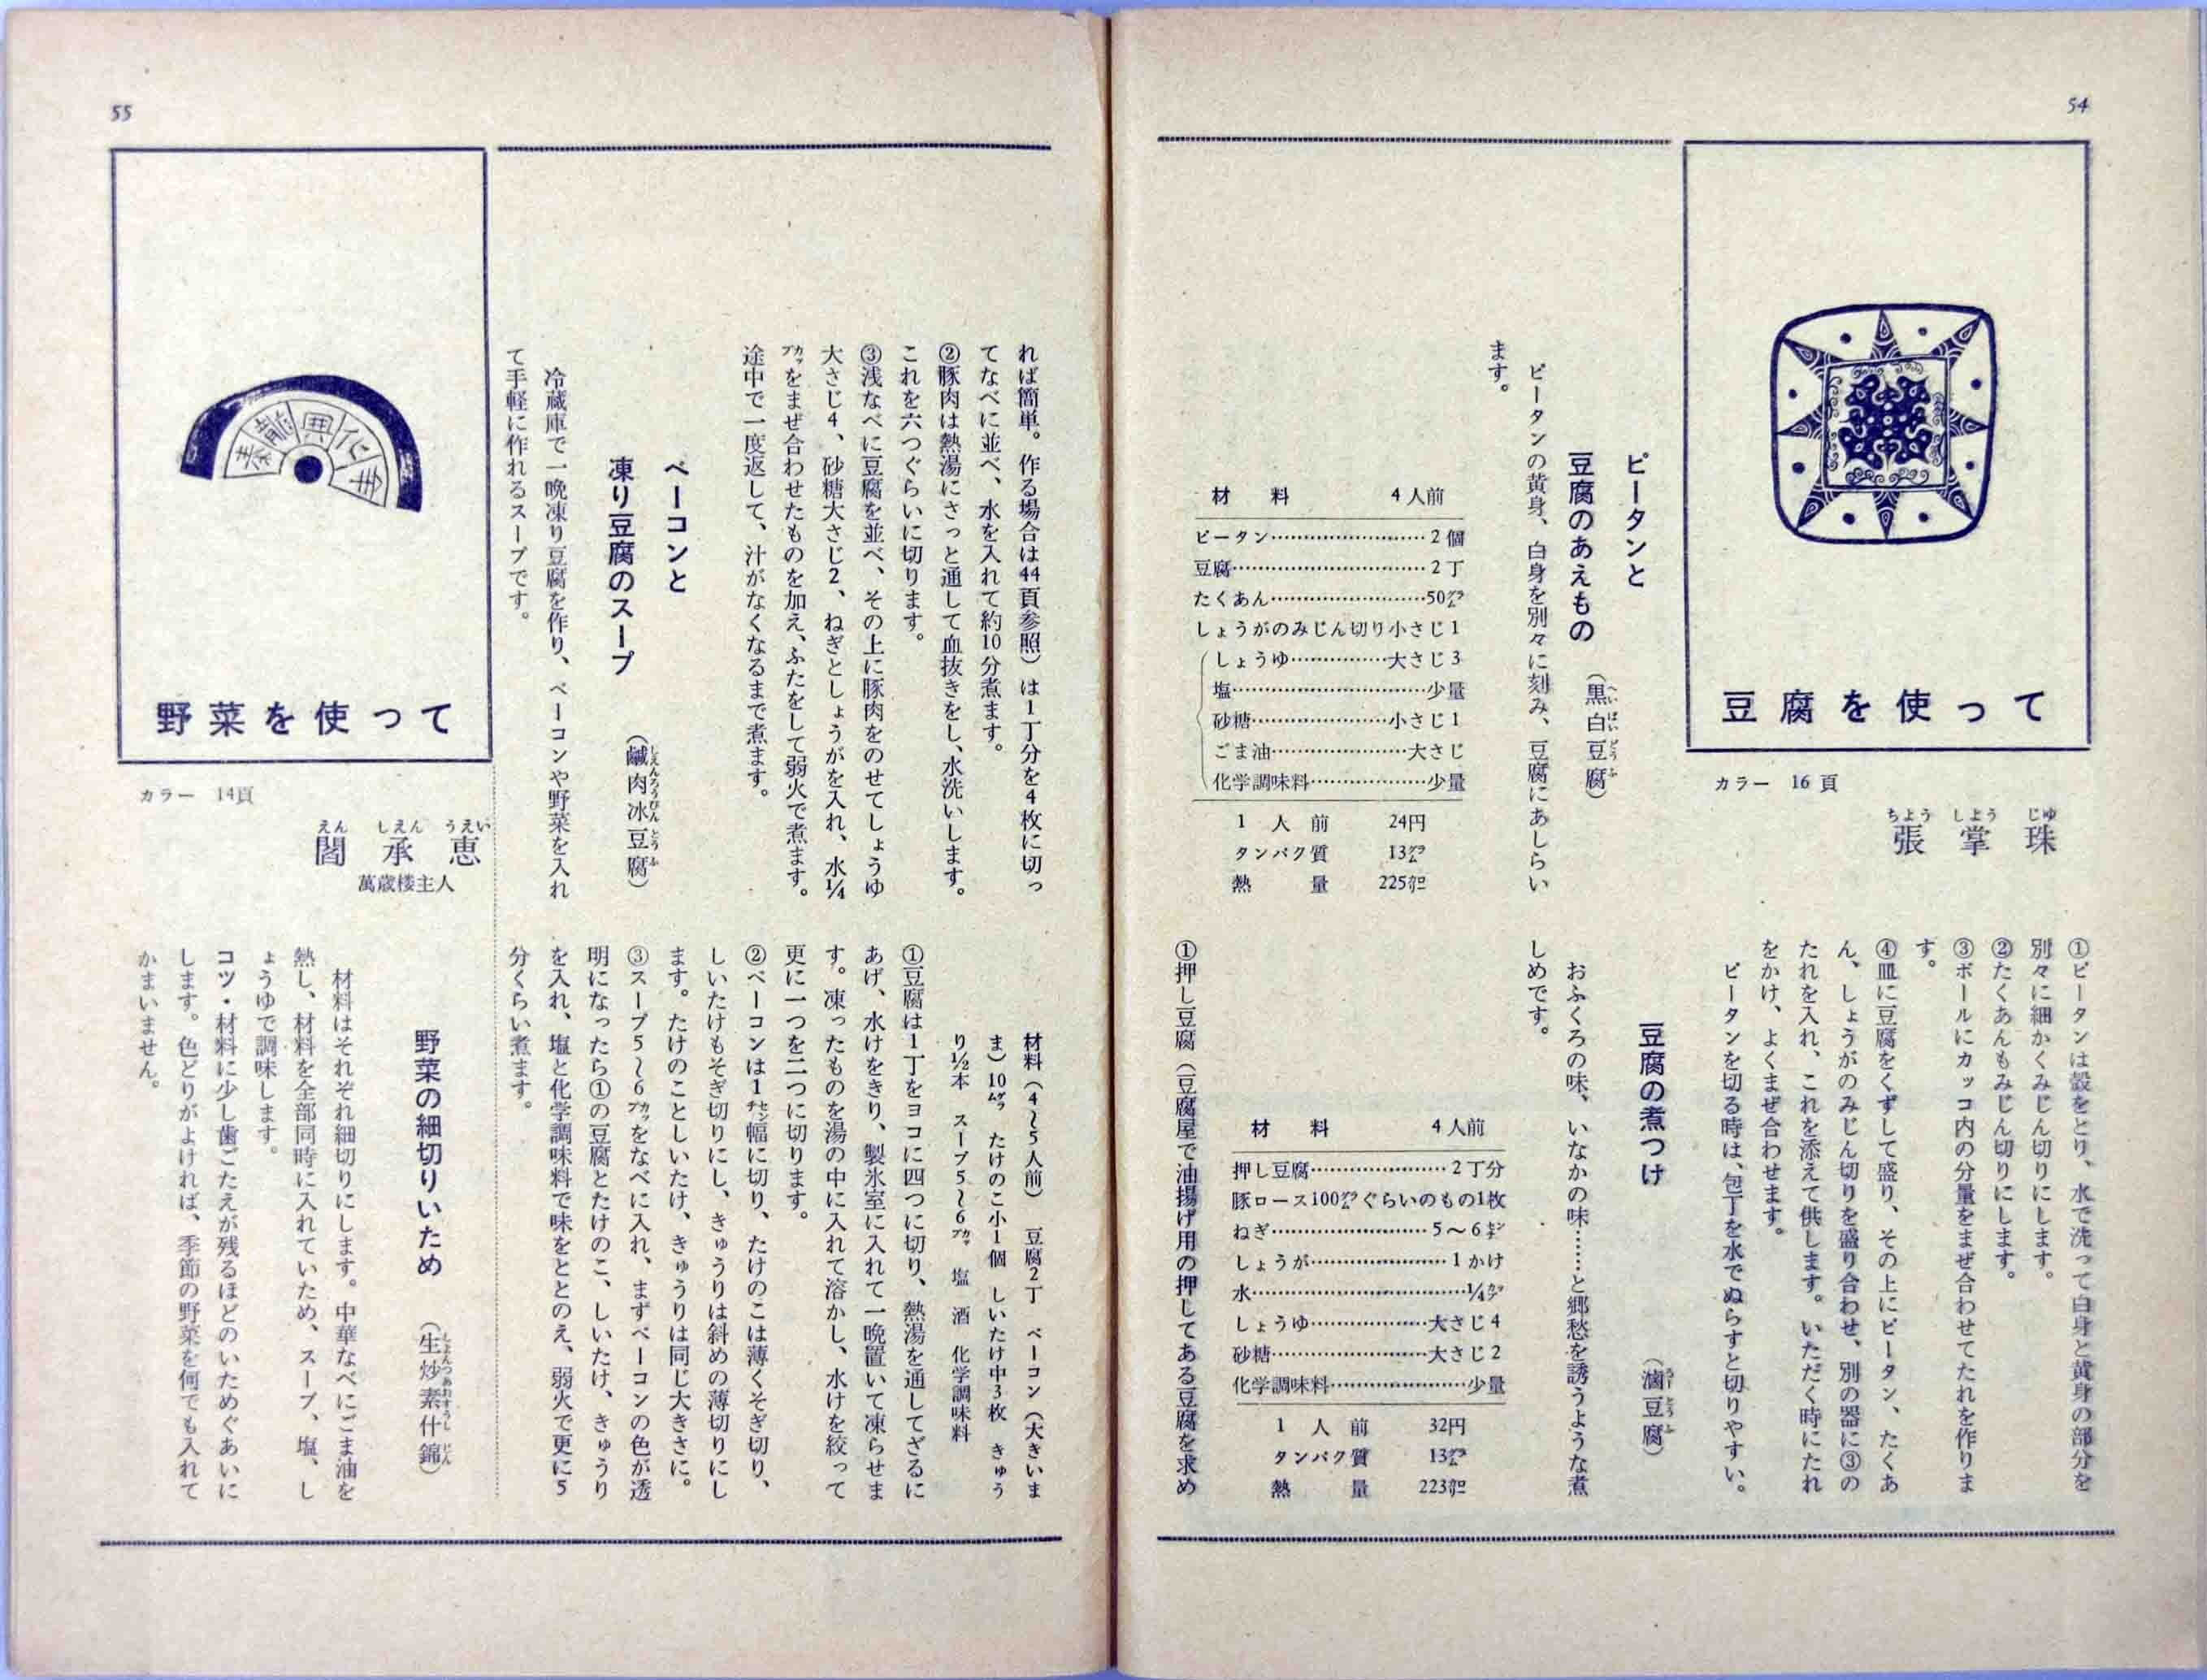 54
豆腐を使って
カラー 16頁
張 掌 珠
ちよう しよう じゆ
ピータンと
豆腐のあえもの
(黒白豆腐)
へいぱいどうふ
ピータンの黄身、白身を別々に刻み、豆腐にあしらい
ます。
材 料 4人前
ピータン……………………2個
豆腐…………………………2丁
たくあん……………………50グラム
しょうがのみじん切り小さじ1
しょうゆ……………大さじ3
塩…………………………少量
砂糖…………………小さじ1
ごま油…………………大さじ
化学調味料………………少量
1 人 前 24円
タンパク質 13グラム
熱 量 225カロリー
①ピータンは殻をとり、水で洗って白身と黄身の部分を
別々に細かくみじん切りにします。
②たくあんもみじん切りにします。
③ボールにカッコ内の分量をまぜ合わせてたれを作りま
す。
④皿に豆腐をくずして盛り、その上にピータン、たくあ
ん、しょうがのみじん切りを盛り合わせ、別の器に③の
たれを入れ、これを添えて供します。いただく時にたれ
をかけ、よくまぜ合わせます。
ピータンを切る時は、包丁を水でぬらすと切りやすい。
豆腐の煮つけ
(滷豆腐)
おふくろの味、いなかの味……と郷愁を誘うような煮
しめです。
材 料 4人前
押し豆腐…………………2丁分
豚ロース100グラムぐらいのもの1枚
ねぎ……………………5〜6センチ
しょうが…………………1かけ
水……………………………1/4カップ
しょうゆ………………大さじ4
砂糖……………………大さじ2
化学調味料…………………少量
1 人 前 32円
タンパク質 13グラム
熱 量 223カロリー
①押し豆腐(豆腐屋で油揚げ用の押してある豆腐を求め
55
れば簡単。作る場合は44頁参照)は1丁分を4枚に切っ
てなべに並べ、水を入れて約10分煮ます。
②豚肉は熱湯にさっと通して血抜きをし、水洗いします。
これを六つぐらいに切ります。
③浅なべに豆腐を並べ、その上に豚肉をのせてしょうゆ
大さじ4、砂糖大さじ2、ねぎとしょうがを入れ、水1/4
カップをまぜ合わせたものを加え、ふたをして弱火で煮ます。
途中で一度返して、汁がなくなるまで煮ます。
ベーコンと
凍り豆腐のスープ
(鹹肉冰豆腐)
冷蔵庫で一晩凍り豆腐を作り、ベーコンや野菜を入れ
て手軽に作れるスープです。
材料(4〜5人前) 豆腐2丁 ベーコン(大きいま
ま)10グラム たけのこ小1個 しいたけ中3枚 きゅう
り1/2本 スープ5〜6カップ 塩 酒 化学調味料
①豆腐は1丁をヨコに四つに切り、熱湯を通してざるに
あげ、水けをきり、製氷室に入れて一晩置いて凍らせま
す。凍ったものを湯の中に入れて溶かし、水けを絞って
更に一つを二つに切ります。
②ベーコンは1センチ幅に切り、たけのこは薄くそぎ切り、
しいたけもそぎ切りにし、きゅうりは斜めの薄切りにし
ます。たけのことしいたけ、きゅうりは同じ大きさに。
③スープ5〜6カップをなべに入れ、まずベーコンの色が透
明になったら①の豆腐とたけのこ、しいたけ、きゅうり
を入れ、塩と化学調味料で味をととのえ、弱火で更に5
分くらい煮ます。
野菜を使って
カラー 14頁
閻 承 恵
えん しえん うえい
萬歳楼主人
野菜の細切りいため
(生炒素什錦)
材料はそれぞれ細切りにします。中華なべにごま油を
熱し、材料を全部同時に入れていため、スープ、塩、し
ょうゆで調味します。
コツ・材料に少し歯ごたえが残るほどのいためぐあいに
します。色どりがよければ、季節の野菜を何でも入れて
かまいません。